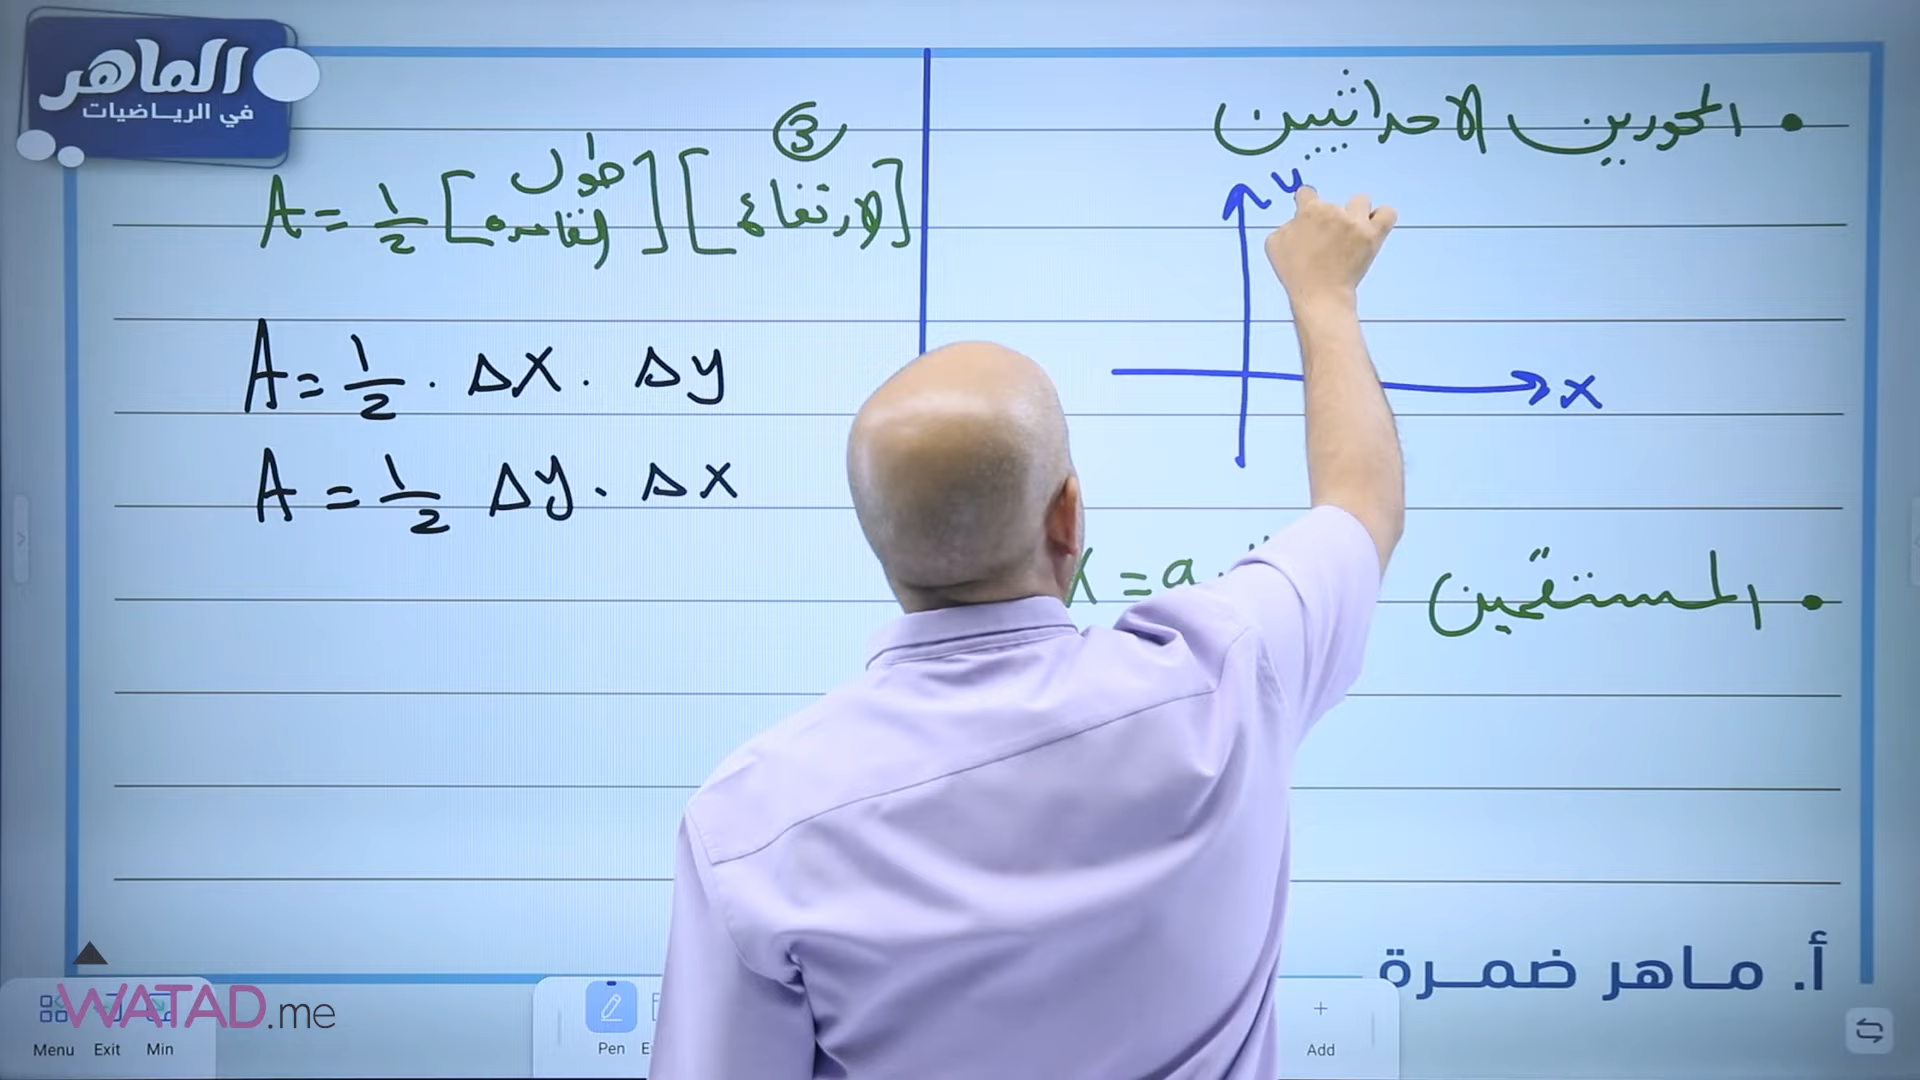 الماهر
في الرياضيات
• المحورين الاحداثيين
y
x
• المستقيمين
x = a
③
A = 1/2 [طول القاعدة] [الارتفاع]
A = 1/2 . Δx . Δy
A = 1/2 Δy . Δx
أ. ماهر ضمرة
WATAD.me
Menu Exit Min
Pen
Add